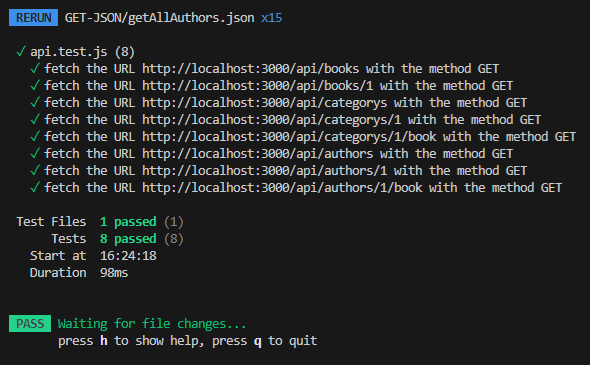 RERUN GET-JSON/getAllAuthors.json x15
✓ api.test.js (8)
✓ fetch the URL http://localhost:3000/api/books with the method GET
✓ fetch the URL http://localhost:3000/api/books/1 with the method GET
✓ fetch the URL http://localhost:3000/api/categorys with the method GET
✓ fetch the URL http://localhost:3000/api/categorys/1 with the method GET
✓ fetch the URL http://localhost:3000/api/categorys/1/book with the method GET
✓ fetch the URL http://localhost:3000/api/authors with the method GET
✓ fetch the URL http://localhost:3000/api/authors/1 with the method GET
✓ fetch the URL http://localhost:3000/api/authors/1/book with the method GET
Test Files 1 passed (1)
Tests 8 passed (8)
Start at 16:24:18
Duration 98ms
PASS Waiting for file changes...
press h to show help, press q to quit